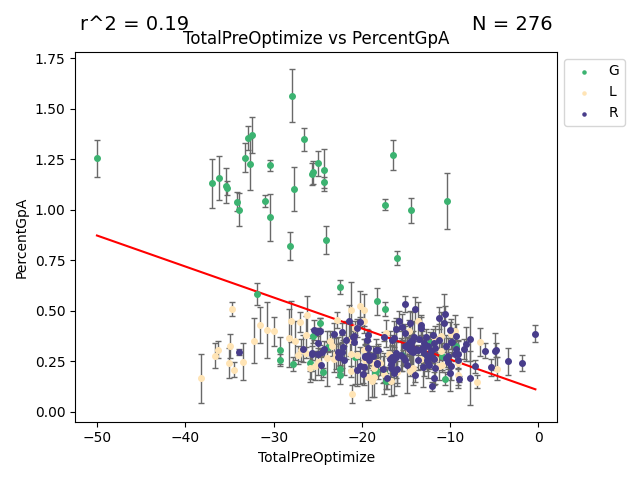 r^2 = 0.19 N = 276
TotalPreOptimize vs PercentGpA
1.75
1.50
1.25
1.00
0.75
0.50
0.25
0.00
PercentGpA
−50 −40 −30 −20 −10 0
TotalPreOptimize
G
L
R